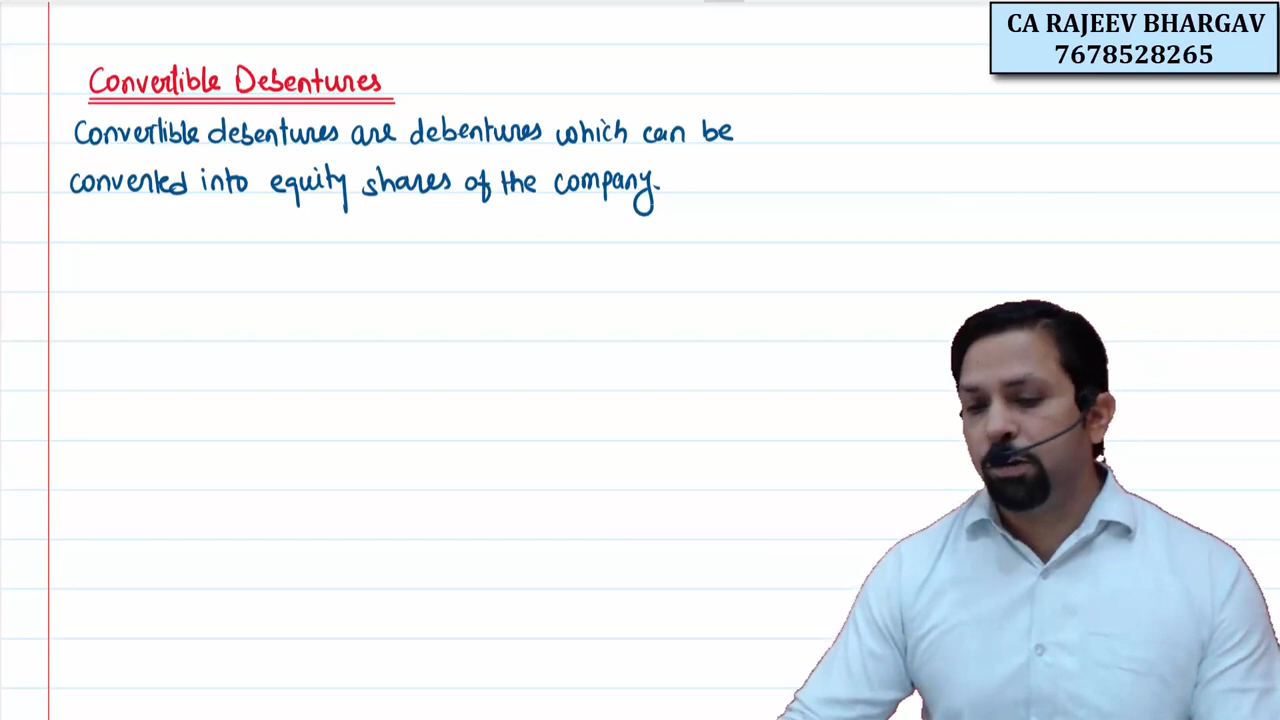 CA RAJEEV BHARGAV
7678528265
Convertible Debentures
Convertible debentures are debentures which can be
converted into equity shares of the company.